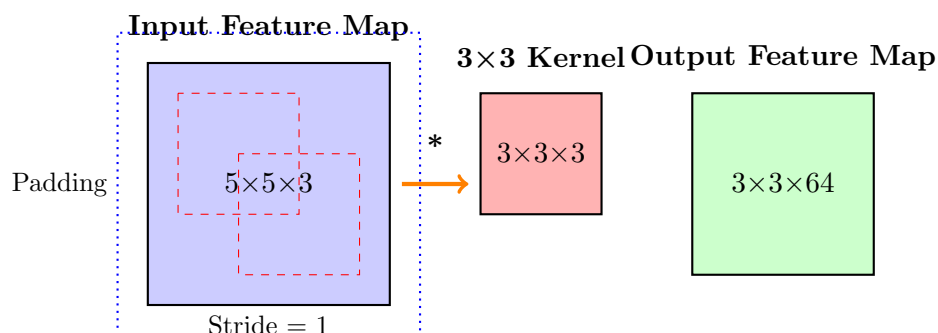 Input Feature Map
3×3 Kernel
Output Feature Map
*
3×3×3
Padding
5×5×3
3×3×64
Stride = 1